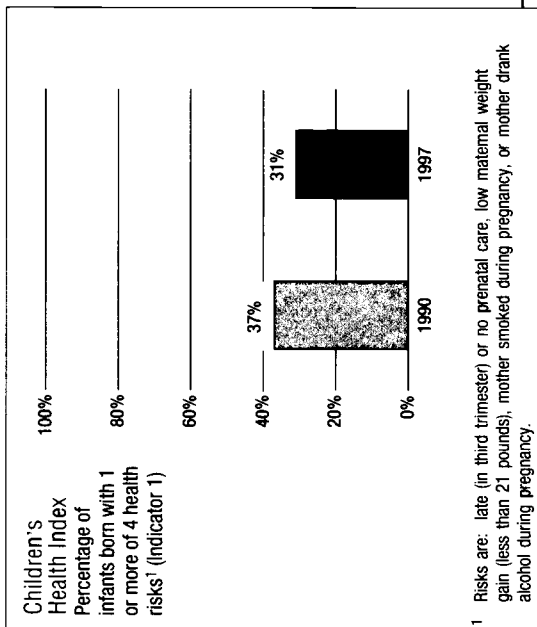 Children's
Health Index
Percentage of
infants born with 1
or more of 4 health
risks¹ (Indicator 1)
100%
80%
60%
40%
20%
0%
37%
31%
1990
1997
1 Risks are: late (in third trimester) or no prenatal care, low maternal weight
gain (less than 21 pounds), mother smoked during pregnancy, or mother drank
alcohol during pregnancy.